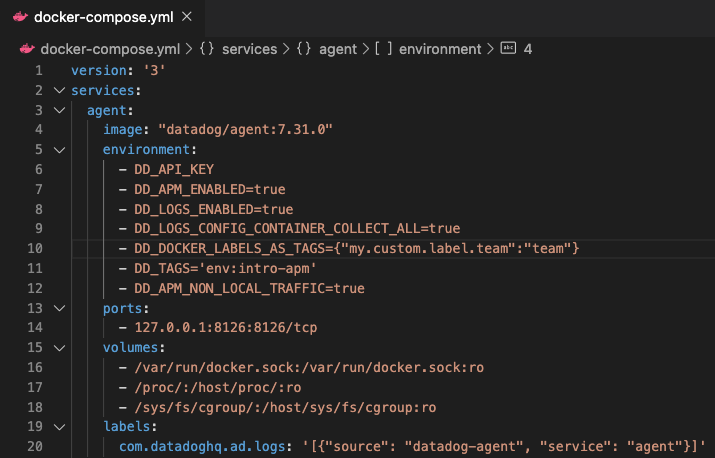 docker-compose.yml ×
docker-compose.yml > {} services > {} agent > [ ] environment > abc 4
1 version: '3'
2 services:
3 agent:
4 image: "datadog/agent:7.31.0"
5 environment:
6 - DD_API_KEY
7 - DD_APM_ENABLED=true
8 - DD_LOGS_ENABLED=true
9 - DD_LOGS_CONFIG_CONTAINER_COLLECT_ALL=true
10 - DD_DOCKER_LABELS_AS_TAGS={"my.custom.label.team":"team"}
11 - DD_TAGS='env:intro-apm'
12 - DD_APM_NON_LOCAL_TRAFFIC=true
13 ports:
14 - 127.0.0.1:8126:8126/tcp
15 volumes:
16 - /var/run/docker.sock:/var/run/docker.sock:ro
17 - /proc/:/host/proc/:ro
18 - /sys/fs/cgroup/:/host/sys/fs/cgroup:ro
19 labels:
20 com.datadoghq.ad.logs: '[{"source": "datadog-agent", "service": "agent"}]'